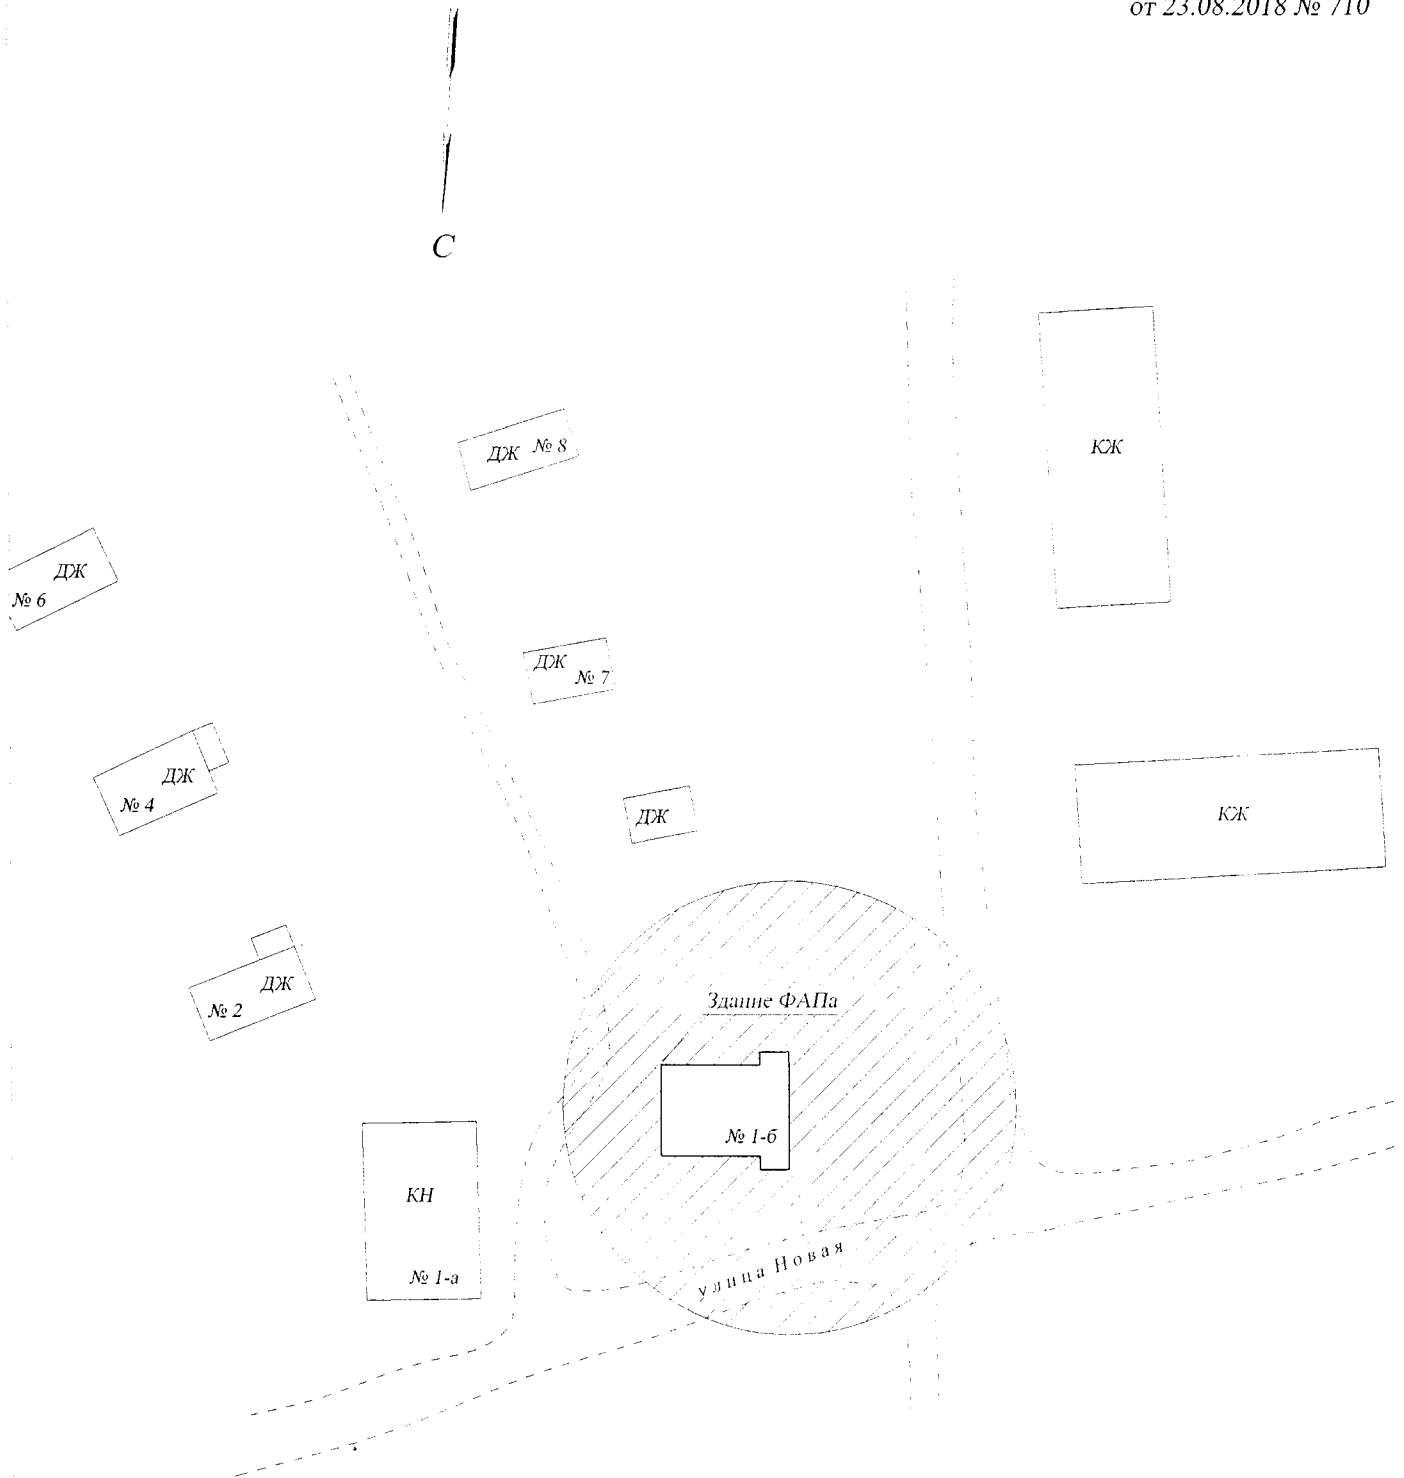 от 23.08.2018 № 710
С
КЖ
ДЖ № 8
ДЖ
№ 6
ДЖ
№ 7
ДЖ
№ 4
ДЖ
КЖ
ДЖ
№ 2
Здание ФАПа
№ 1-б
КН
№ 1-а
улица Новая